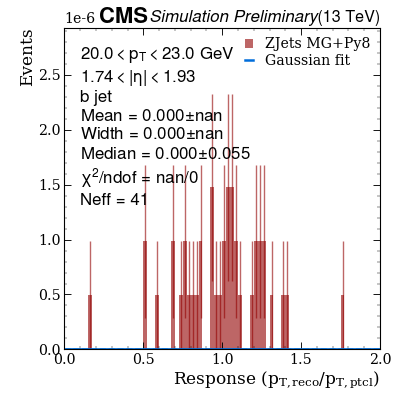 1e-6 CMS Simulation Preliminary (13 TeV)
Events
20.0 < p_T < 23.0 GeV
1.74 < |η| < 1.93
b jet
Mean = 0.000±nan
Width = 0.000±nan
Median = 0.000±0.055
χ²/ndof = nan/0
Neff = 41
ZJets MG+Py8
Gaussian fit
2.5
2.0
1.5
1.0
0.5
0.0
0.0 0.5 1.0 1.5 2.0
Response (p_T,reco/p_T,ptcl)